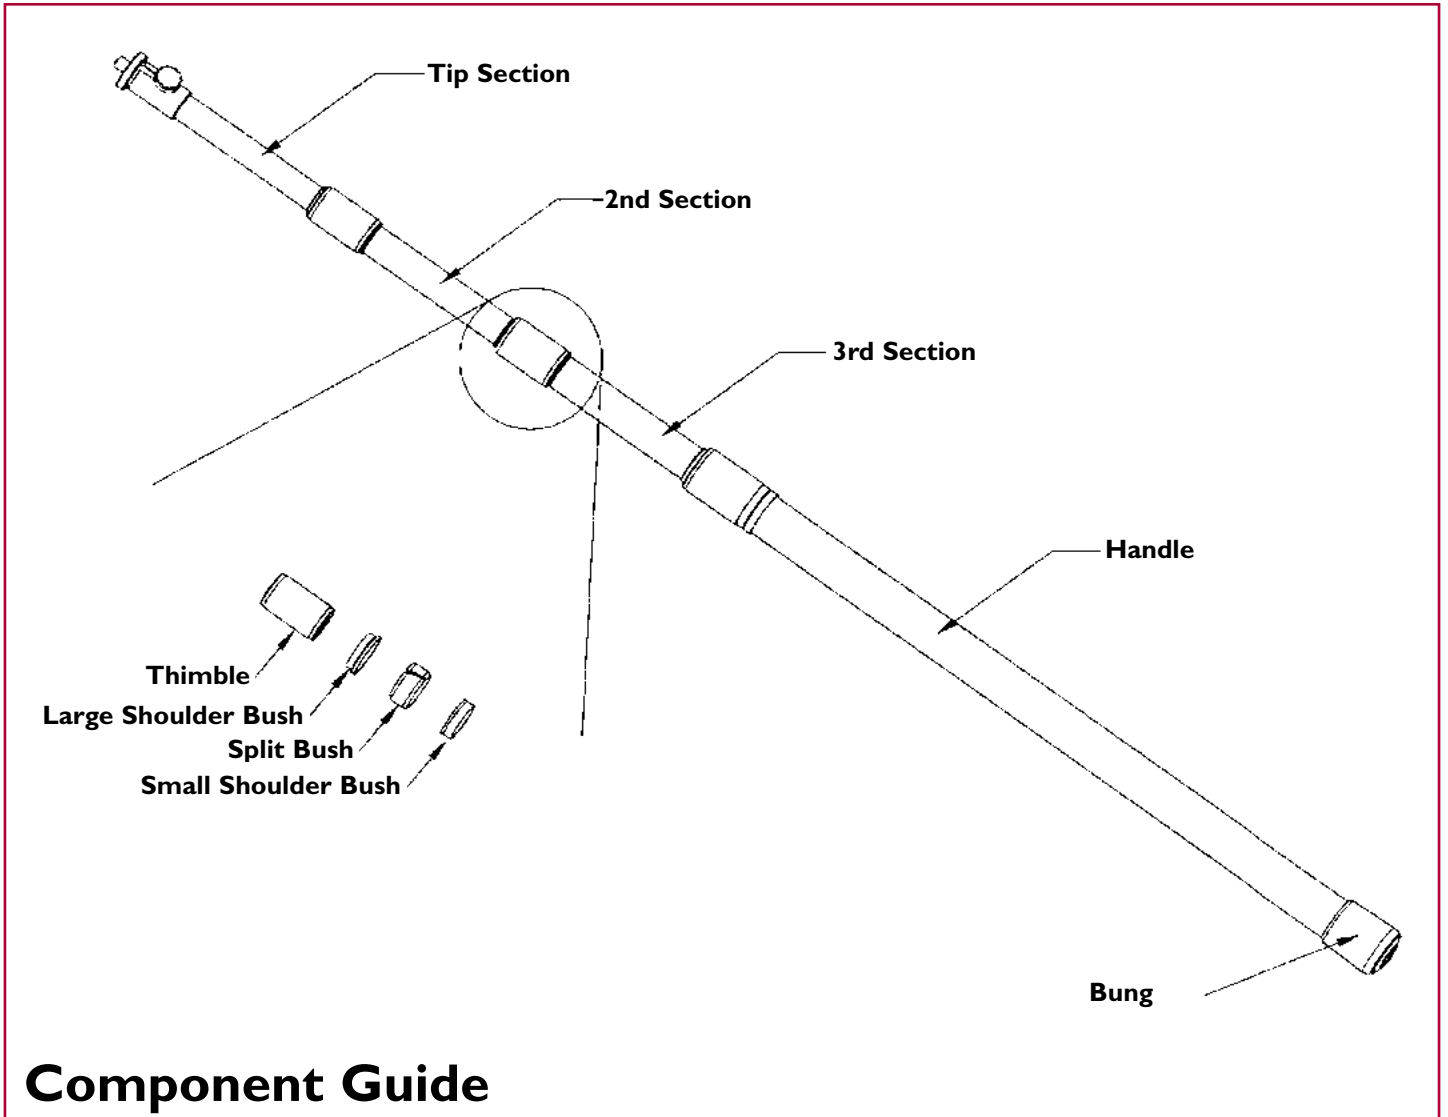 Tip Section
2nd Section
3rd Section
Handle
Thimble
Large Shoulder Bush
Split Bush
Small Shoulder Bush
Bung
Component Guide